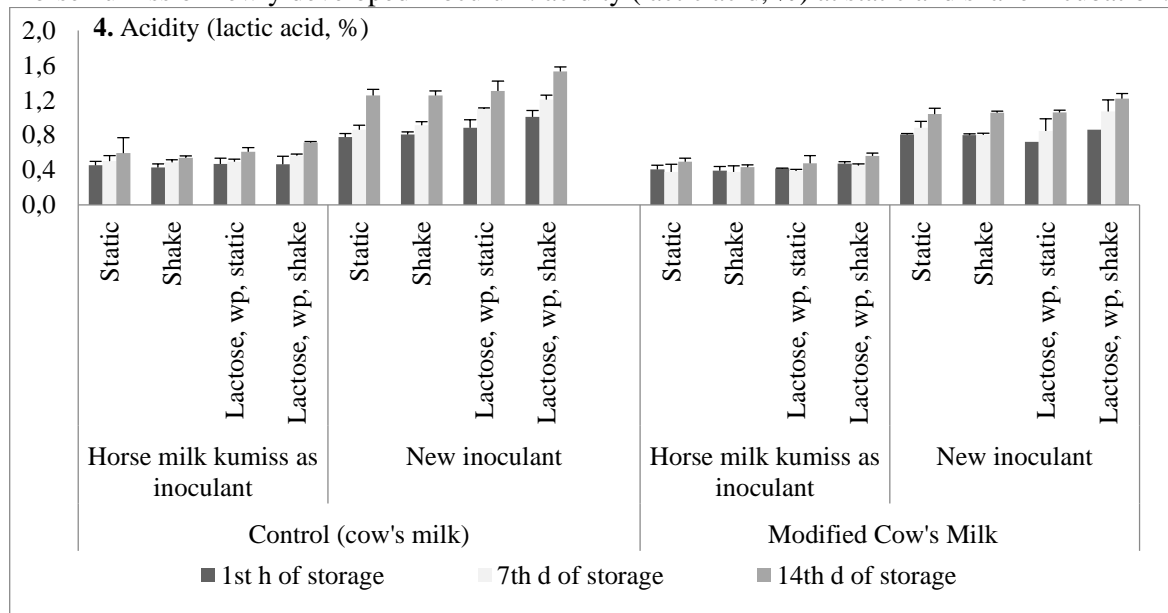 4. Acidity (lactic acid, %)
2,0
1,6
1,2
0,8
0,4
0,0
Static
Shake
Lactose, wp, static
Lactose, wp, shake
Static
Shake
Lactose, wp, static
Lactose, wp, shake
Static
Shake
Lactose, wp, static
Lactose, wp, shake
Static
Shake
Lactose, wp, static
Lactose, wp, shake
Horse milk kumiss as
inoculant
New inoculant
Horse milk kumiss as
inoculant
New inoculant
Control (cow's milk)
Modified Cow's Milk
1st h of storage
7th d of storage
14th d of storage